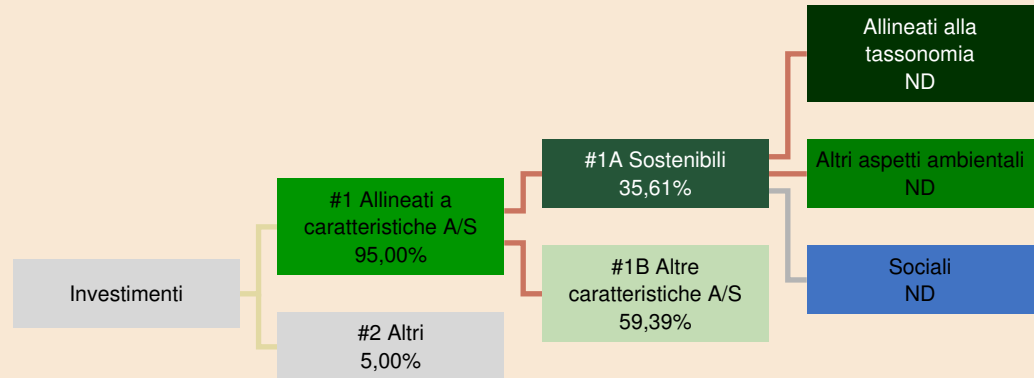 Investimenti
#1 Allineati a
caratteristiche A/S
95,00%
#2 Altri
5,00%
#1A Sostenibili
35,61%
#1B Altre
caratteristiche A/S
59,39%
Allineati alla
tassonomia
ND
Altri aspetti ambientali
ND
Sociali
ND